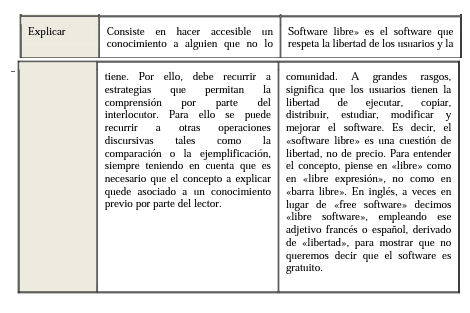 Explicar
Consiste en hacer accesible un
conocimiento a alguien que no lo
tiene. Por ello, debe recurrir a
estrategias que permitan la
comprensión por parte del
interlocutor. Para ello se puede
recurrir a otras operaciones
discursivas tales como la
comparación o la ejemplificación,
siempre teniendo en cuenta que es
necesario que el concepto a explicar
quede asociado a un conocimiento
previo por parte del lector.
Software libre» es el software que
respeta la libertad de los usuarios y la
comunidad. A grandes rasgos,
significa que los usuarios tienen la
libertad de ejecutar, copiar,
distribuir, estudiar, modificar y
mejorar el software. Es decir, el
«software libre» es una cuestión de
libertad, no de precio. Para entender
el concepto, piense en «libre» como
en «libre expresión», no como en
«barra libre». En inglés, a veces en
lugar de «free software» decimos
«libre software», empleando ese
adjetivo francés o español, derivado
de «libertad», para mostrar que no
queremos decir que el software es
gratuito.